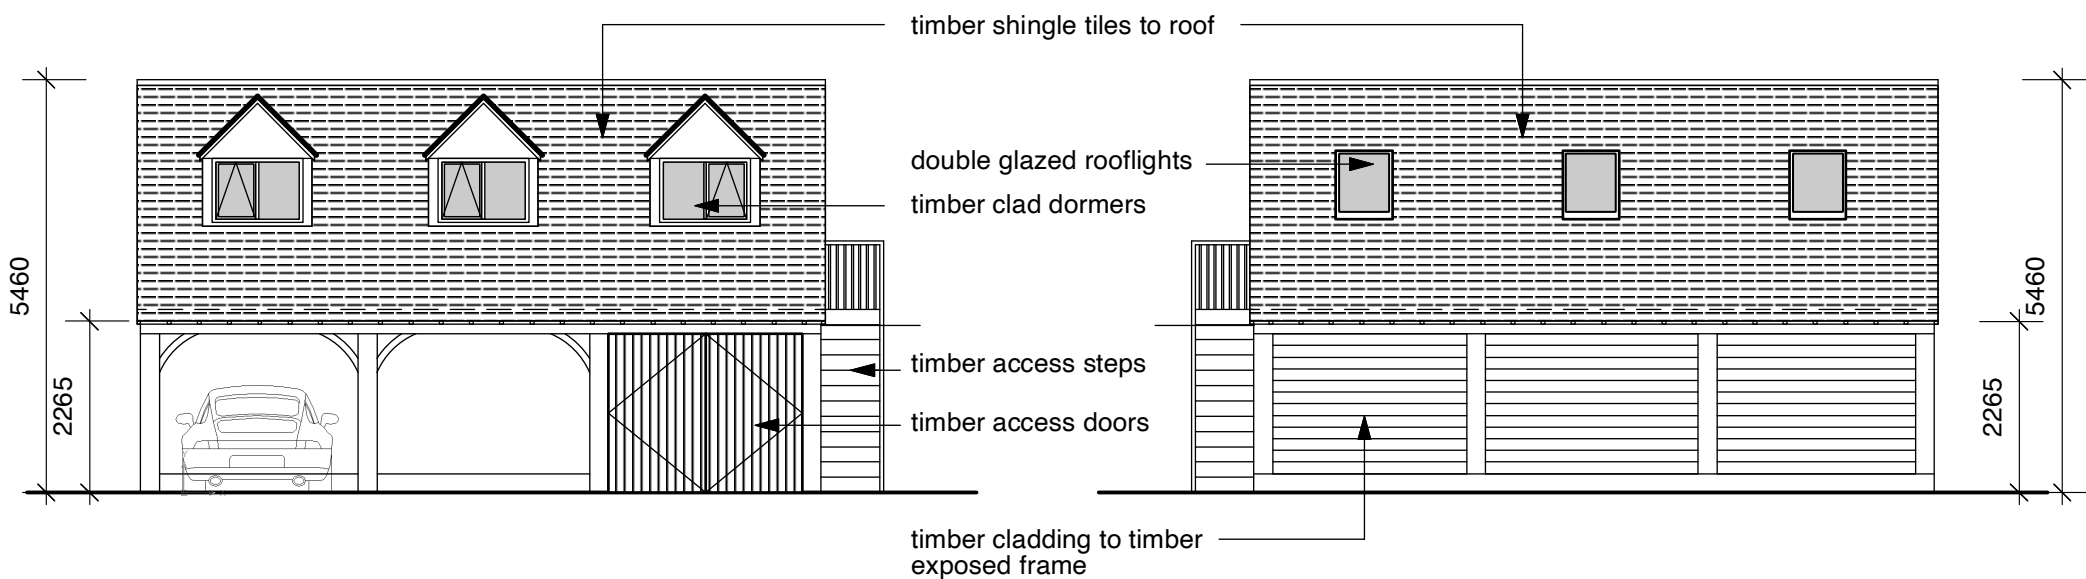 timber shingle tiles to roof
double glazed rooflights
timber clad dormers
5460
2265
timber access steps
timber access doors
5460
2265
timber cladding to timber
exposed frame